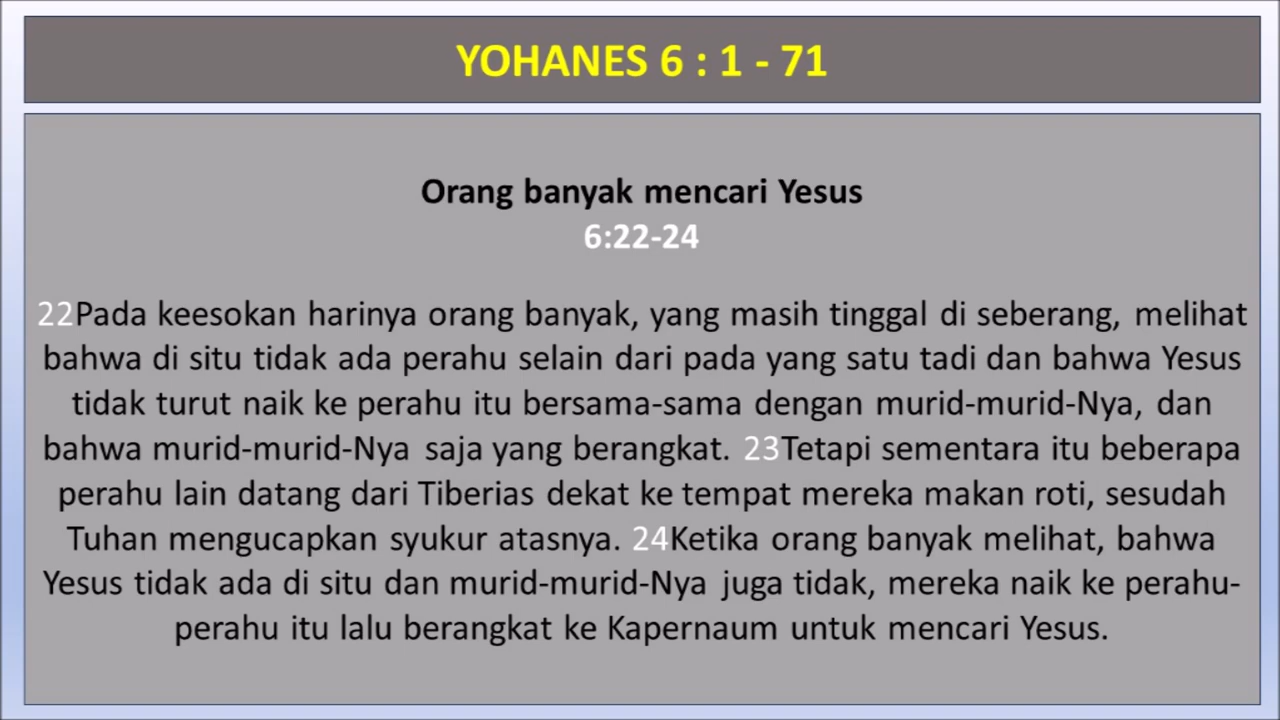 YOHANES 6 : 1 - 71
Orang banyak mencari Yesus
6:22-24
22Pada keesokan harinya orang banyak, yang masih tinggal di seberang, melihat
bahwa di situ tidak ada perahu selain dari pada yang satu tadi dan bahwa Yesus
tidak turut naik ke perahu itu bersama-sama dengan murid-murid-Nya, dan
bahwa murid-murid-Nya saja yang berangkat. 23Tetapi sementara itu beberapa
perahu lain datang dari Tiberias dekat ke tempat mereka makan roti, sesudah
Tuhan mengucapkan syukur atasnya. 24Ketika orang banyak melihat, bahwa
Yesus tidak ada di situ dan murid-murid-Nya juga tidak, mereka naik ke perahu-
perahu itu lalu berangkat ke Kapernaum untuk mencari Yesus.